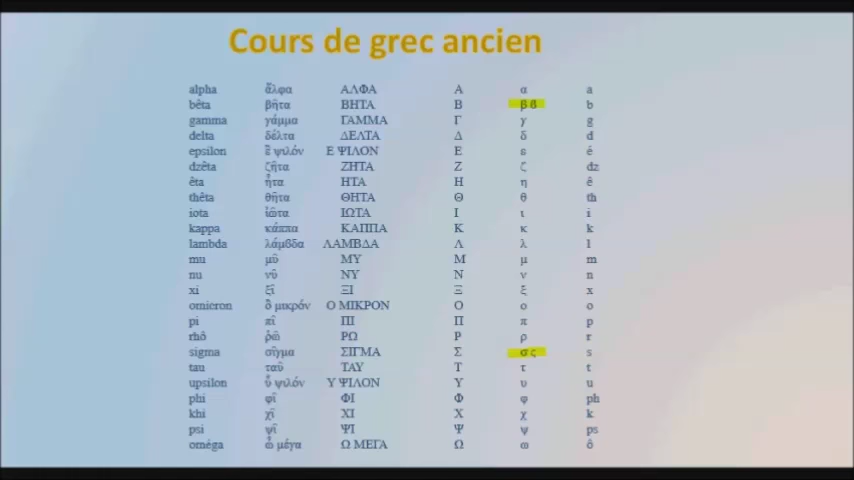 Cours de grec ancien
alpha ἄλφα ΑΛΦΑ Α α a
bêta βῆτα ΒΗΤΑ Β β ϐ b
gamma γάμμα ΓΑΜΜΑ Γ γ g
delta δέλτα ΔΕΛΤΑ Δ δ d
epsilon ἒ ψιλόν Ε ΨΙΛΟΝ Ε ε é
dzêta ζῆτα ΖΗΤΑ Ζ ζ dz
êta ἦτα ΗΤΑ Η η ê
thêta θῆτα ΘΗΤΑ Θ θ th
iota ἰῶτα ΙΩΤΑ Ι ι i
kappa κάππα ΚΑΠΠΑ Κ κ k
lambda λάμϐδα ΛΑΜΒΔΑ Λ λ l
mu μῦ ΜΥ Μ μ m
nu νῦ ΝΥ Ν ν n
xi ξῖ ΞΙ Ξ ξ x
omicron ὂ μικρόν Ο ΜΙΚΡΟΝ Ο ο o
pi πῖ ΠΙ Π π p
rhô ῥῶ ΡΩ Ρ ρ r
sigma σῖγμα ΣΙΓΜΑ Σ σ ς s
tau ταῦ ΤΑΥ Τ τ t
upsilon ὖ ψιλόν Υ ΨΙΛΟΝ Υ υ u
phi φῖ ΦΙ Φ φ ph
khi χῖ ΧΙ Χ χ k
psi ψῖ ΨΙ Ψ ψ ps
oméga ὦ μέγα Ω ΜΕΓΑ Ω ω ô